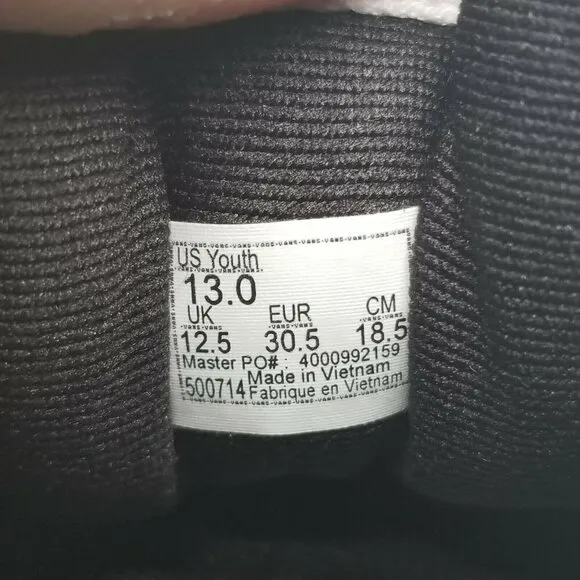 US Youth
13.0
UK EUR CM
12.5 30.5 18.5
Master PO#: 4000992159
Made in Vietnam
500714 Fabrique en Vietnam